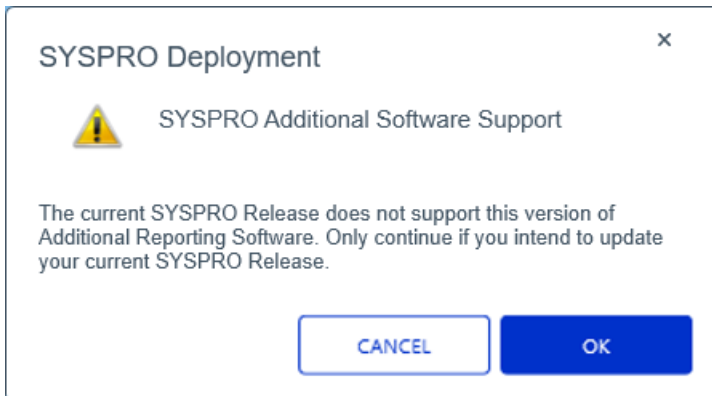 SYSPRO Deployment
SYSPRO Additional Software Support
The current SYSPRO Release does not support this version of
Additional Reporting Software. Only continue if you intend to update
your current SYSPRO Release.
CANCEL
OK